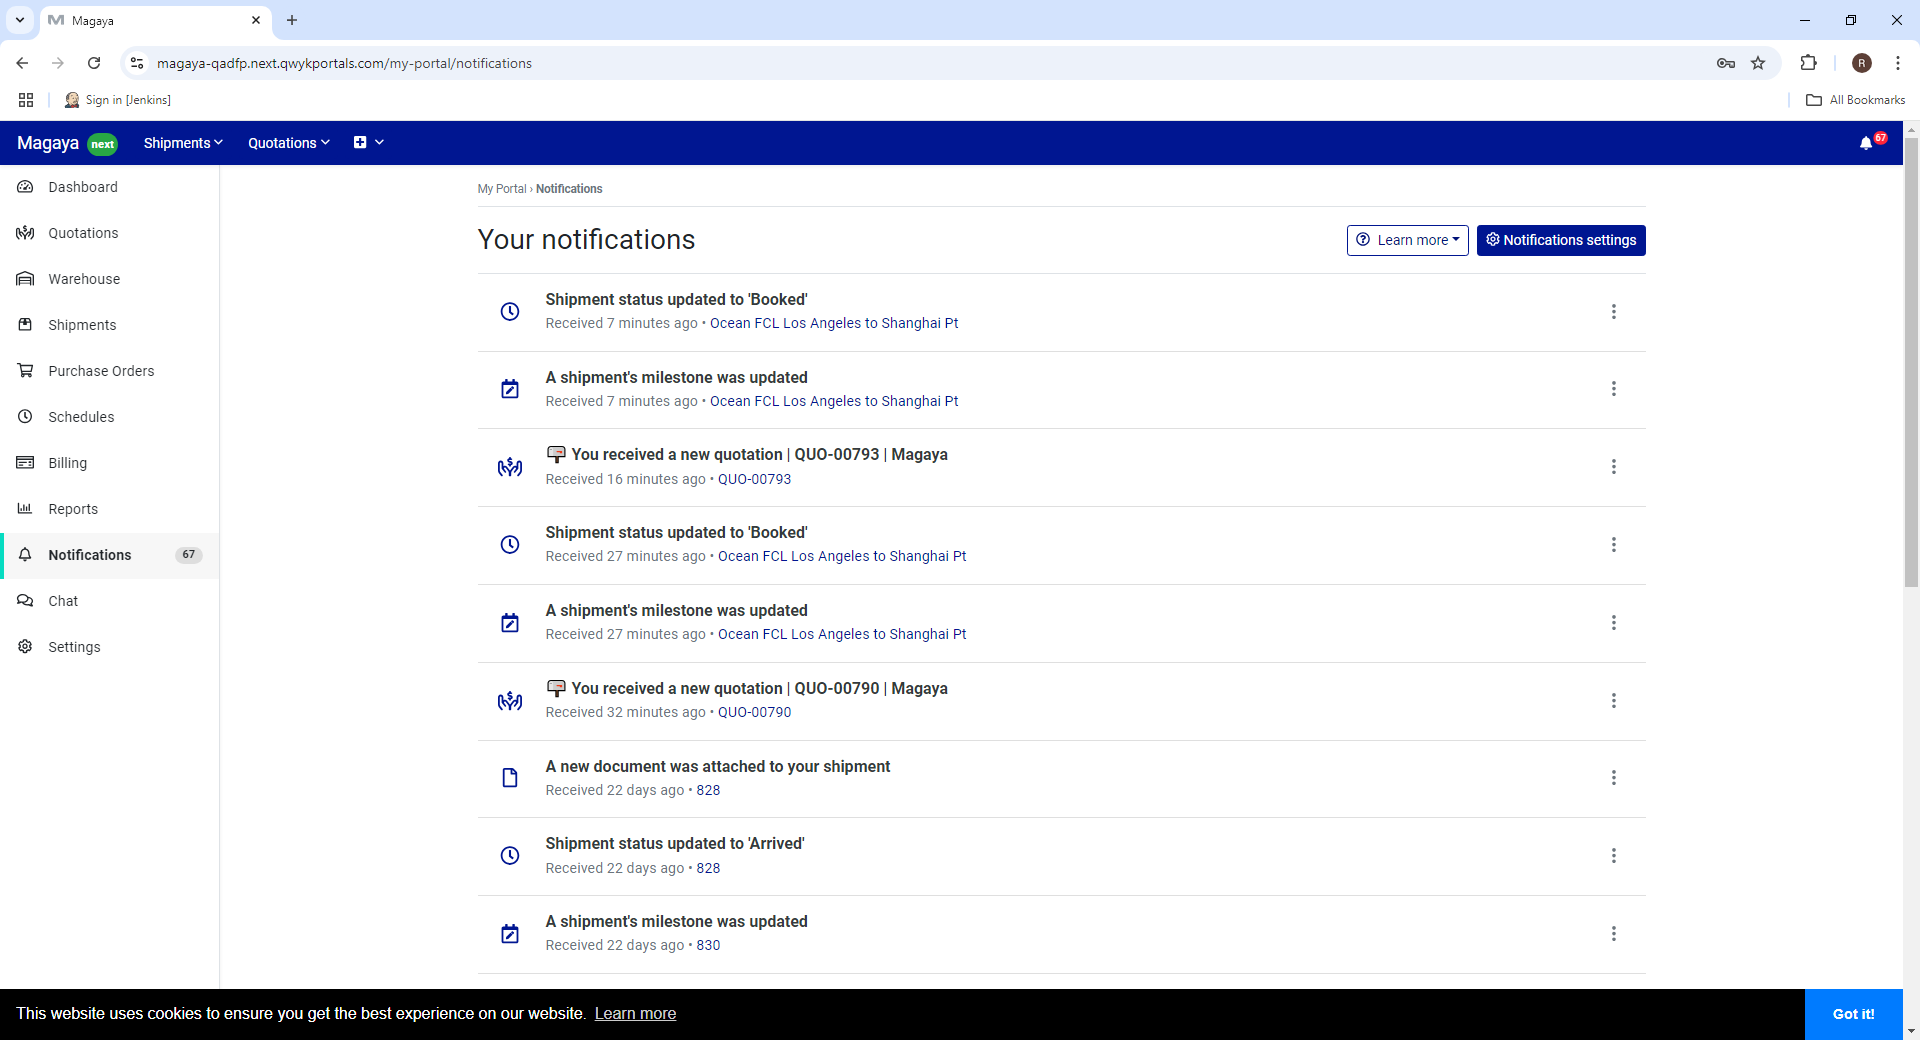 Magaya
magaya-qadfp.next.qwykportals.com/my-portal/notifications
R
Sign in [Jenkins]
All Bookmarks
Magaya next Shipments Quotations
67
Dashboard
Quotations
Warehouse
Shipments
Purchase Orders
Schedules
Billing
Reports
Notifications 67
Chat
Settings
My Portal › Notifications
Your notifications
Learn more
Notifications settings
Shipment status updated to 'Booked'
Received 7 minutes ago • Ocean FCL Los Angeles to Shanghai Pt
A shipment's milestone was updated
Received 7 minutes ago • Ocean FCL Los Angeles to Shanghai Pt
You received a new quotation | QUO-00793 | Magaya
Received 16 minutes ago • QUO-00793
Shipment status updated to 'Booked'
Received 27 minutes ago • Ocean FCL Los Angeles to Shanghai Pt
A shipment's milestone was updated
Received 27 minutes ago • Ocean FCL Los Angeles to Shanghai Pt
You received a new quotation | QUO-00790 | Magaya
Received 32 minutes ago • QUO-00790
A new document was attached to your shipment
Received 22 days ago • 828
Shipment status updated to 'Arrived'
Received 22 days ago • 828
A shipment's milestone was updated
Received 22 days ago • 830
This website uses cookies to ensure you get the best experience on our website. Learn more
Got it!